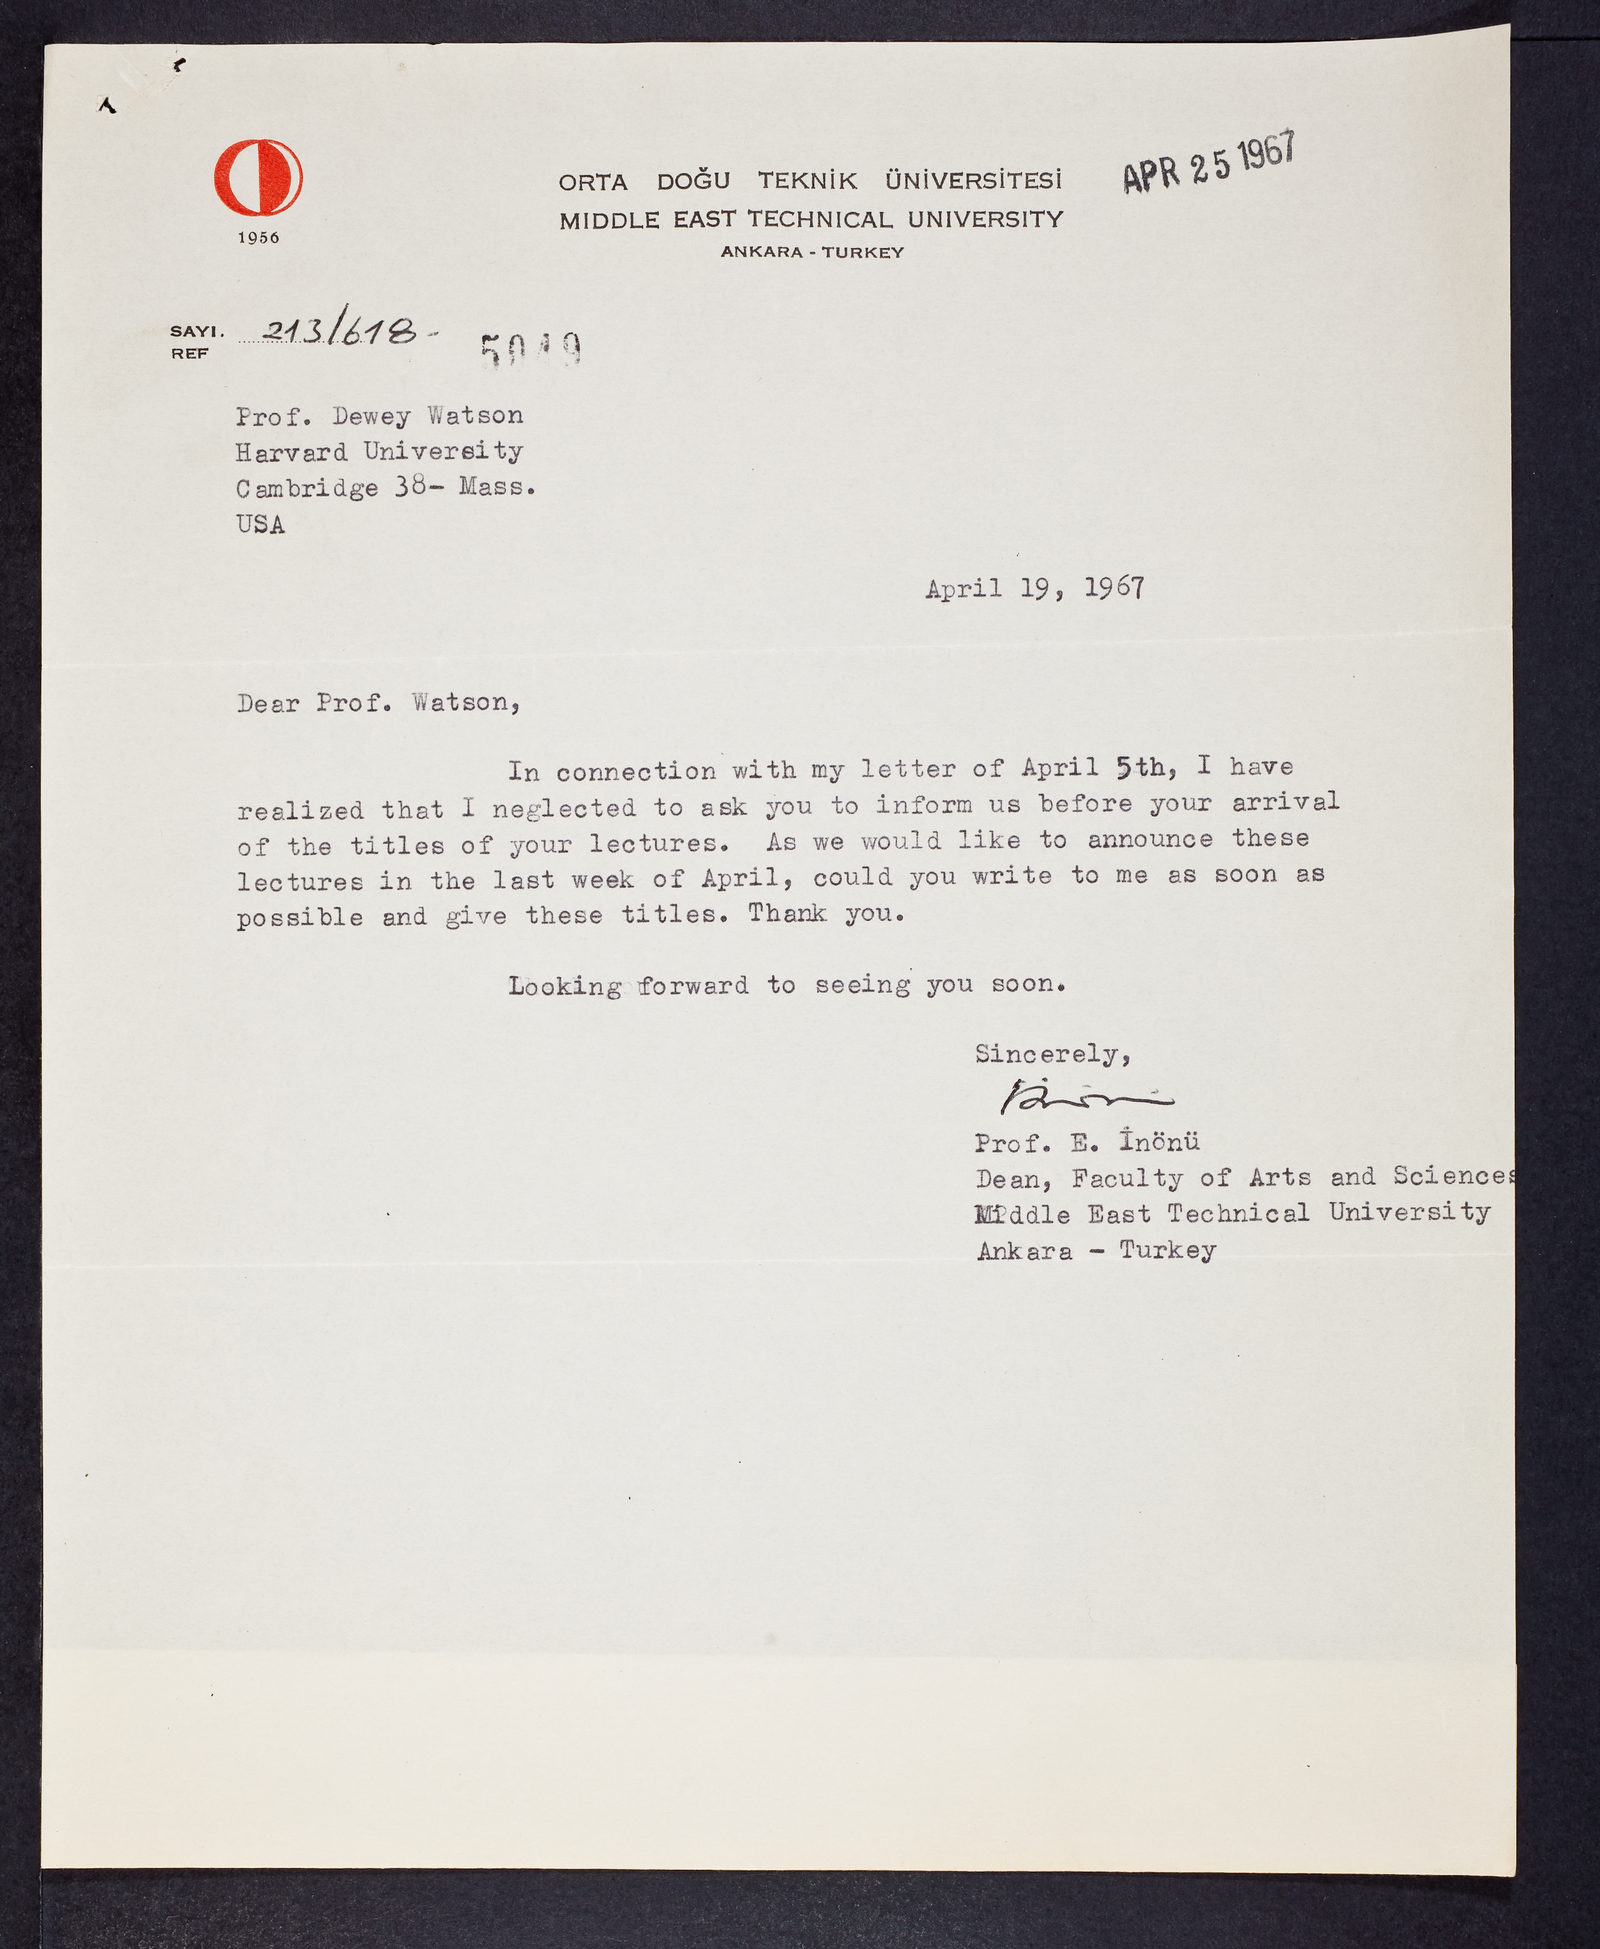 1956
ORTA DOĞU TEKNİK ÜNİVERSİTESİ
MIDDLE EAST TECHNICAL UNIVERSITY
ANKARA - TURKEY
APR 25 1967
SAYI. 213/618-
REF
Prof. Dewey Watson
Harvard University
Cambridge 38- Mass.
USA
April 19, 1967
Dear Prof. Watson,
In connection with my letter of April 5th, I have
realized that I neglected to ask you to inform us before your arrival
of the titles of your lectures. As we would like to announce these
lectures in the last week of April, could you write to me as soon as
possible and give these titles. Thank you.
Looking forward to seeing you soon.
Sincerely,
Prof. E. İnönü
Dean, Faculty of Arts and Sciences
Middle East Technical University
Ankara - Turkey